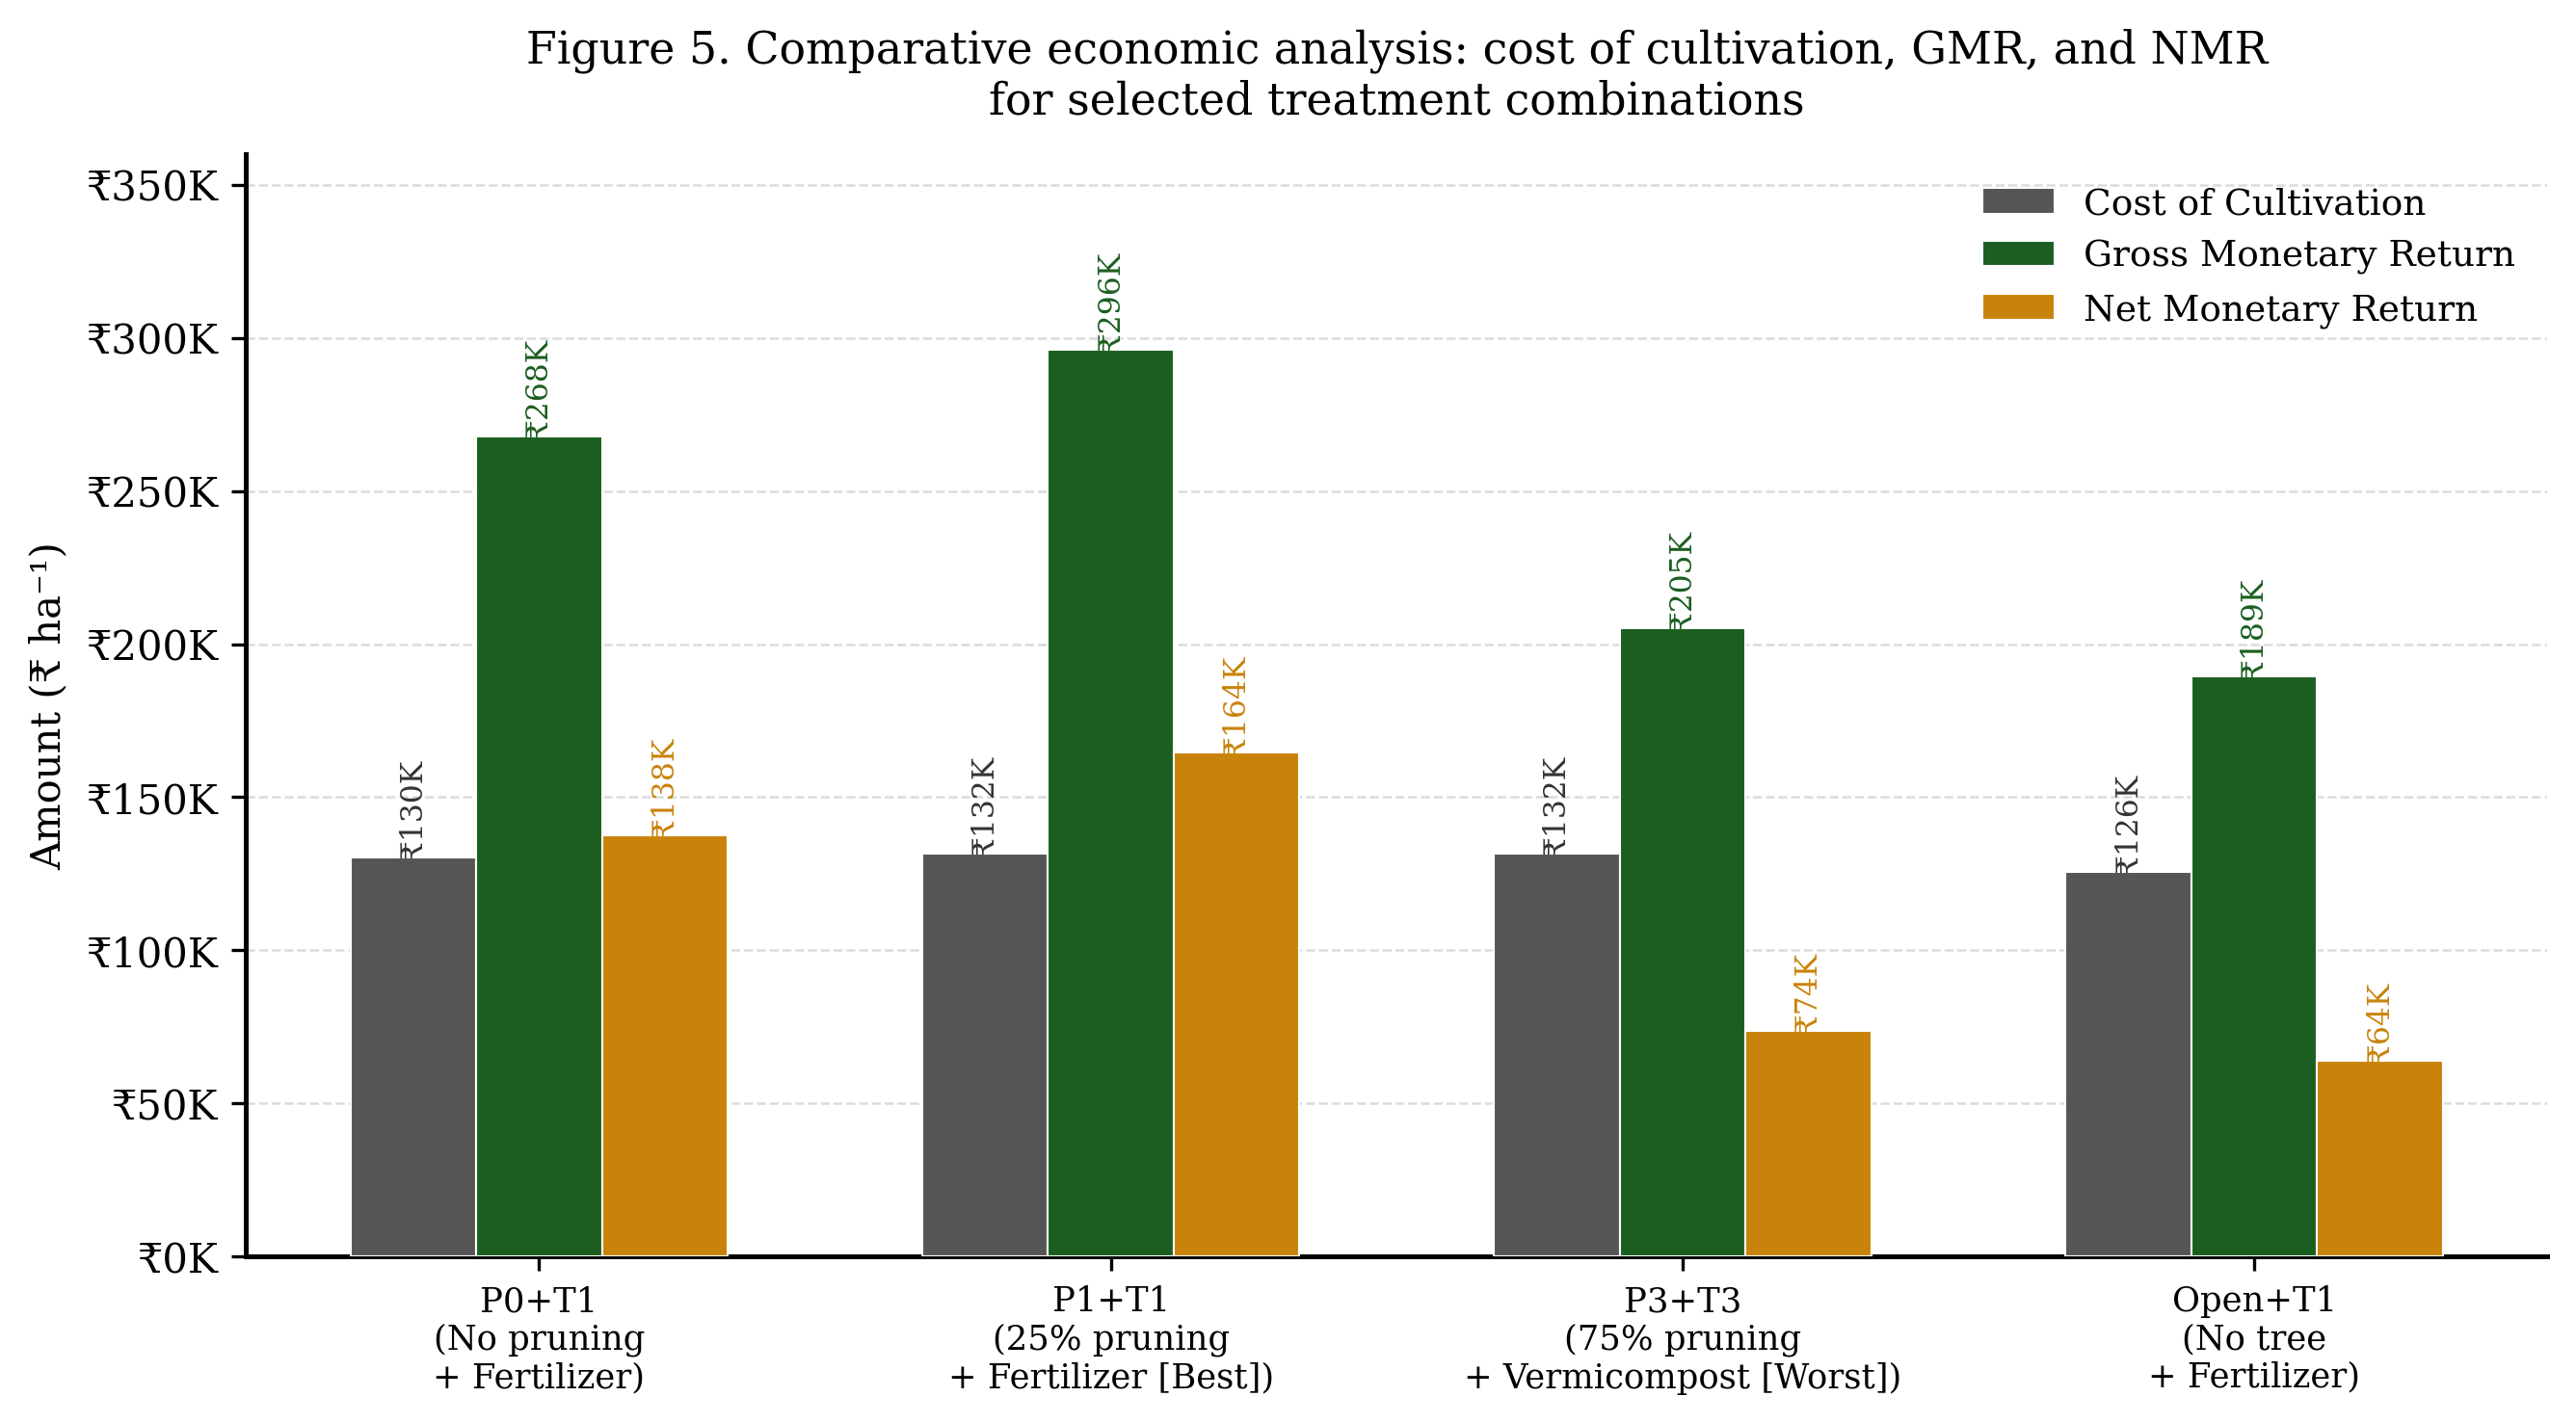 Figure 5. Comparative economic analysis: cost of cultivation, GMR, and NMR
for selected treatment combinations
Amount (₹ ha⁻¹)
₹350K
₹300K
₹250K
₹200K
₹150K
₹100K
₹50K
₹0K
Cost of Cultivation
Gross Monetary Return
Net Monetary Return
₹130K
₹268K
₹138K
₹132K
₹296K
₹164K
₹132K
₹205K
₹74K
₹126K
₹189K
₹64K
P0+T1
(No pruning
+ Fertilizer)
P1+T1
(25% pruning
+ Fertilizer [Best])
P3+T3
(75% pruning
+ Vermicompost [Worst])
Open+T1
(No tree
+ Fertilizer)